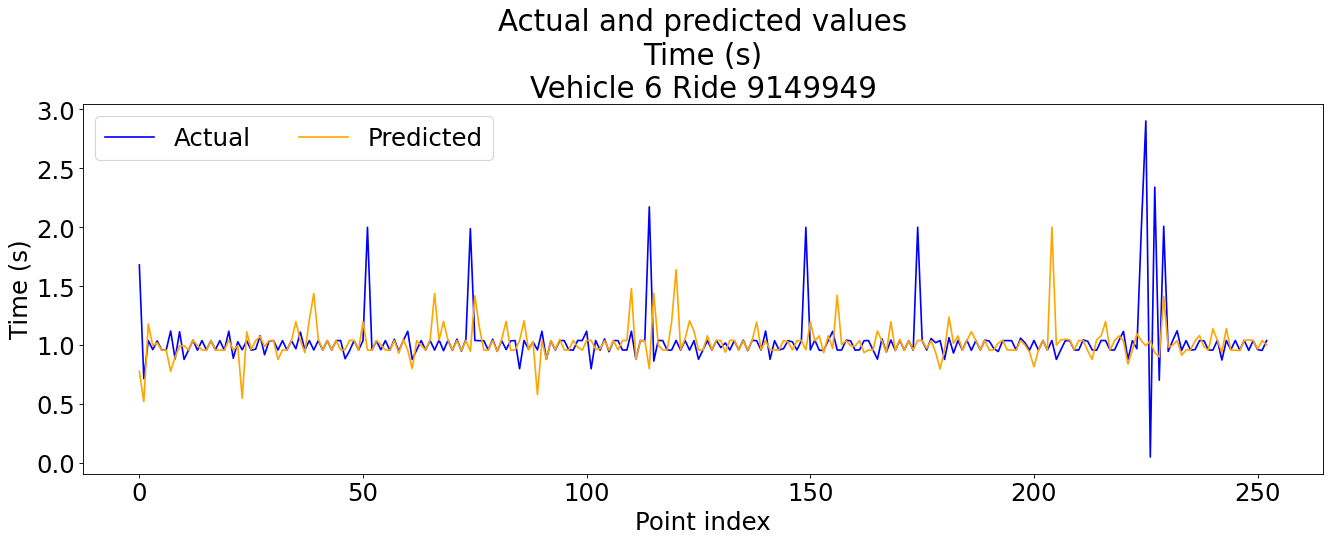 Actual and predicted values
Time (s)
Vehicle 6 Ride 9149949
Actual
Predicted
3.0
2.5
2.0
1.5
1.0
0.5
0.0
Time (s)
0
50
100
150
200
250
Point index